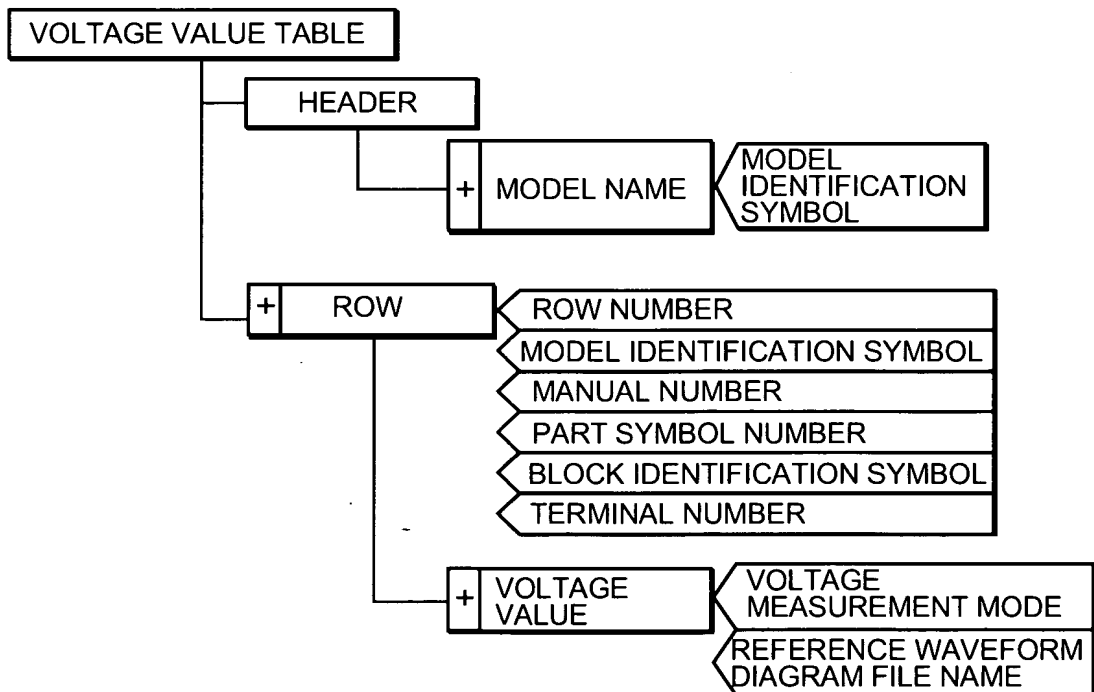 VOLTAGE VALUE TABLE
HEADER
+ MODEL NAME
MODEL
IDENTIFICATION
SYMBOL
+ ROW
ROW NUMBER
MODEL IDENTIFICATION SYMBOL
MANUAL NUMBER
PART SYMBOL NUMBER
BLOCK IDENTIFICATION SYMBOL
TERMINAL NUMBER
+ VOLTAGE
VALUE
VOLTAGE
MEASUREMENT MODE
REFERENCE WAVEFORM
DIAGRAM FILE NAME